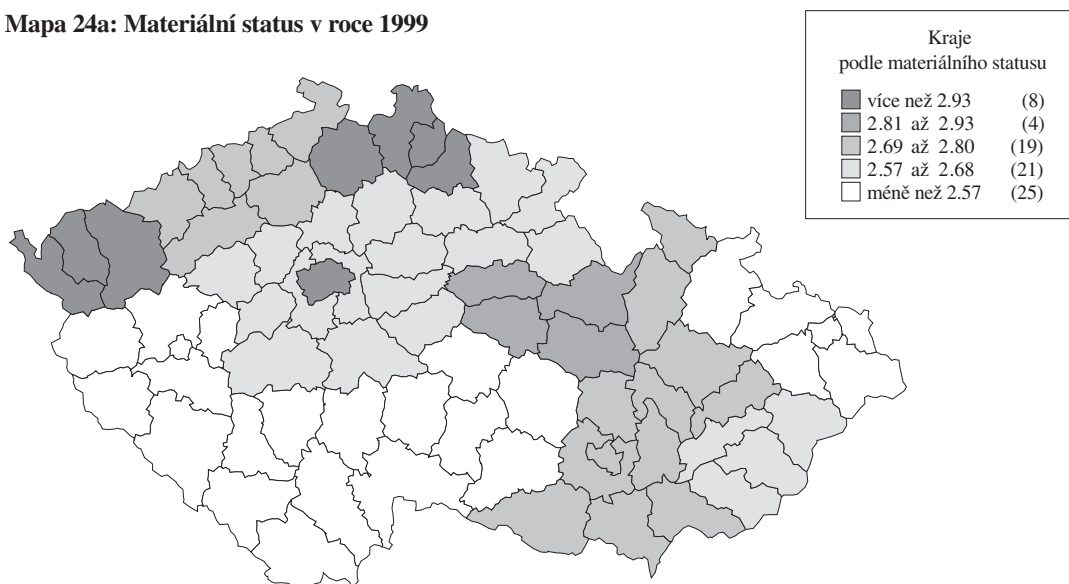 Mapa 24a: Materiální status v roce 1999
Kraje
podle materiálního statusu
více než 2.93 (8)
2.81 až 2.93 (4)
2.69 až 2.80 (19)
2.57 až 2.68 (21)
méně než 2.57 (25)